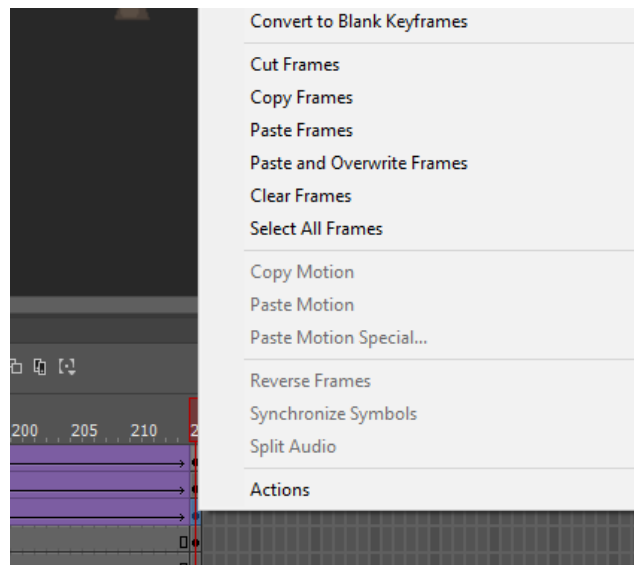 Convert to Blank Keyframes
Cut Frames
Copy Frames
Paste Frames
Paste and Overwrite Frames
Clear Frames
Select All Frames
Copy Motion
Paste Motion
Paste Motion Special...
Reverse Frames
Synchronize Symbols
Split Audio
200 205 210 2
Actions